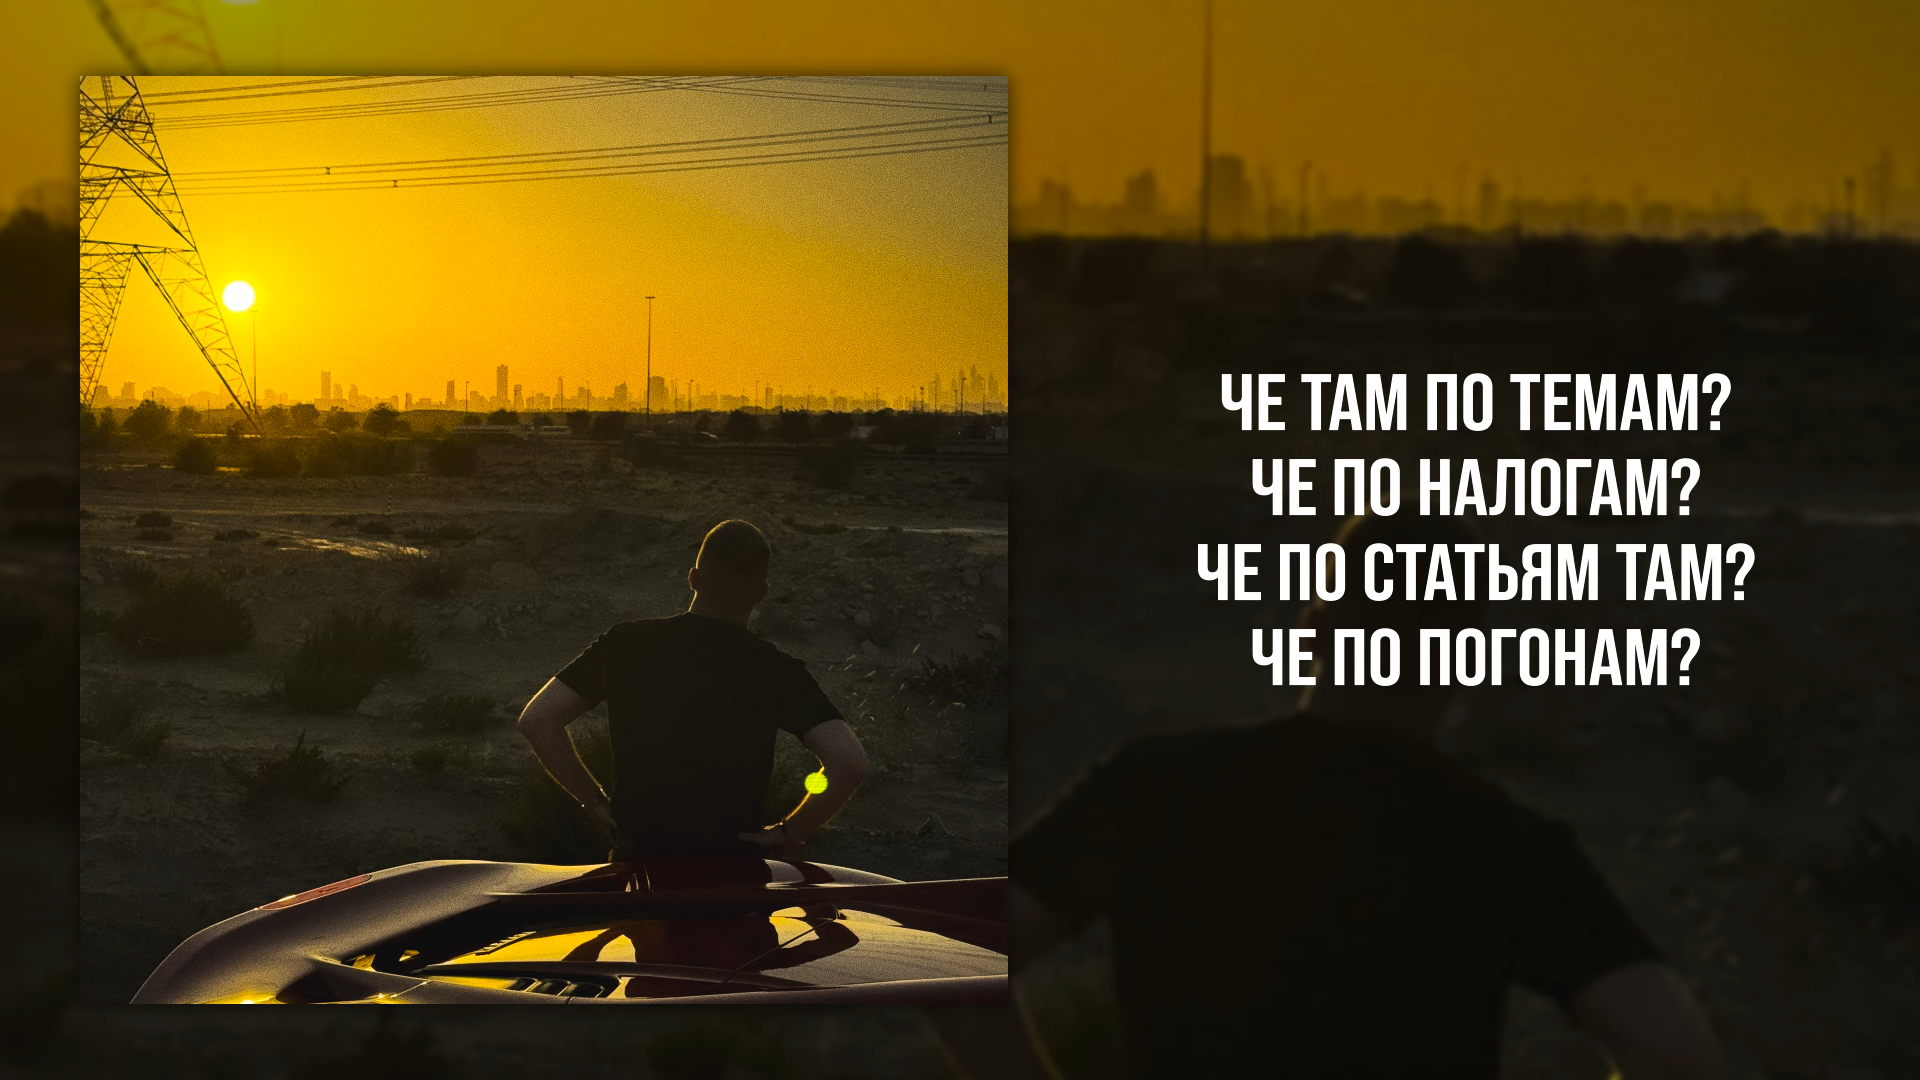 ЧЕ ТАМ ПО ТЕМАМ?
ЧЕ ПО НАЛОГАМ?
ЧЕ ПО СТАТЬЯМ ТАМ?
ЧЕ ПО ПОГОНАМ?